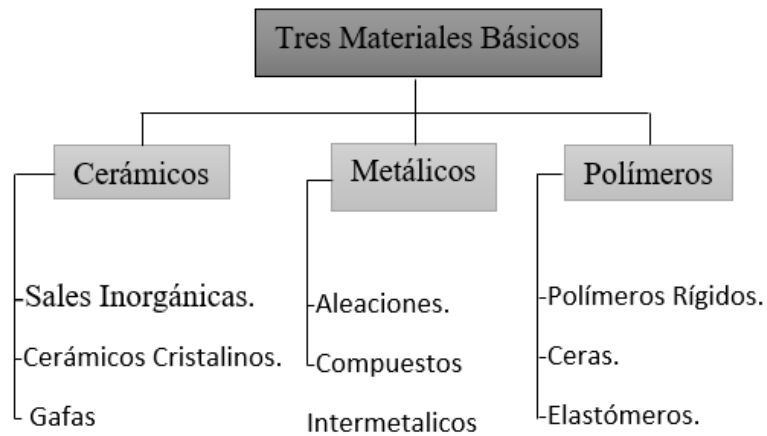 Tres Materiales Básicos
Cerámicos
-Sales Inorgánicas.
-Cerámicos Cristalinos.
Gafas
Metálicos
-Aleaciones.
-Compuestos
Intermetalicos
Polímeros
-Polímeros Rígidos.
-Ceras.
-Elastómeros.